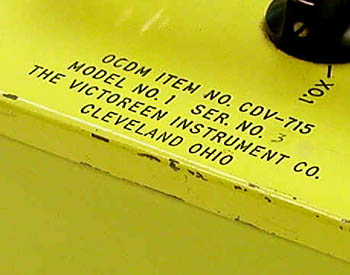 OCDM ITEM NO. CDV-715
MODEL NO. 1 SER. NO. 3
THE VICTOREEN INSTRUMENT CO.
CLEVELAND OHIO
X0.1